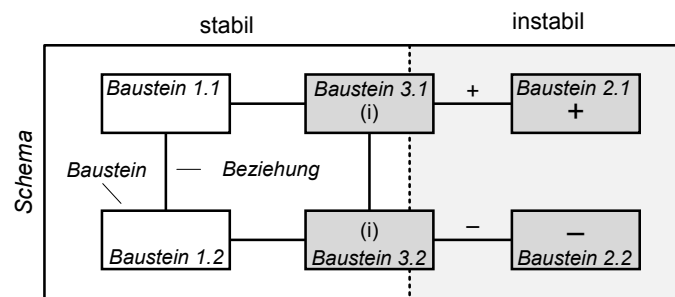 stabil
instabil
Schema
Baustein 1.1
Baustein 3.1
(i)
+
Baustein 2.1
+
Baustein
Beziehung
Baustein 1.2
(i)
Baustein 3.2
–
–
Baustein 2.2